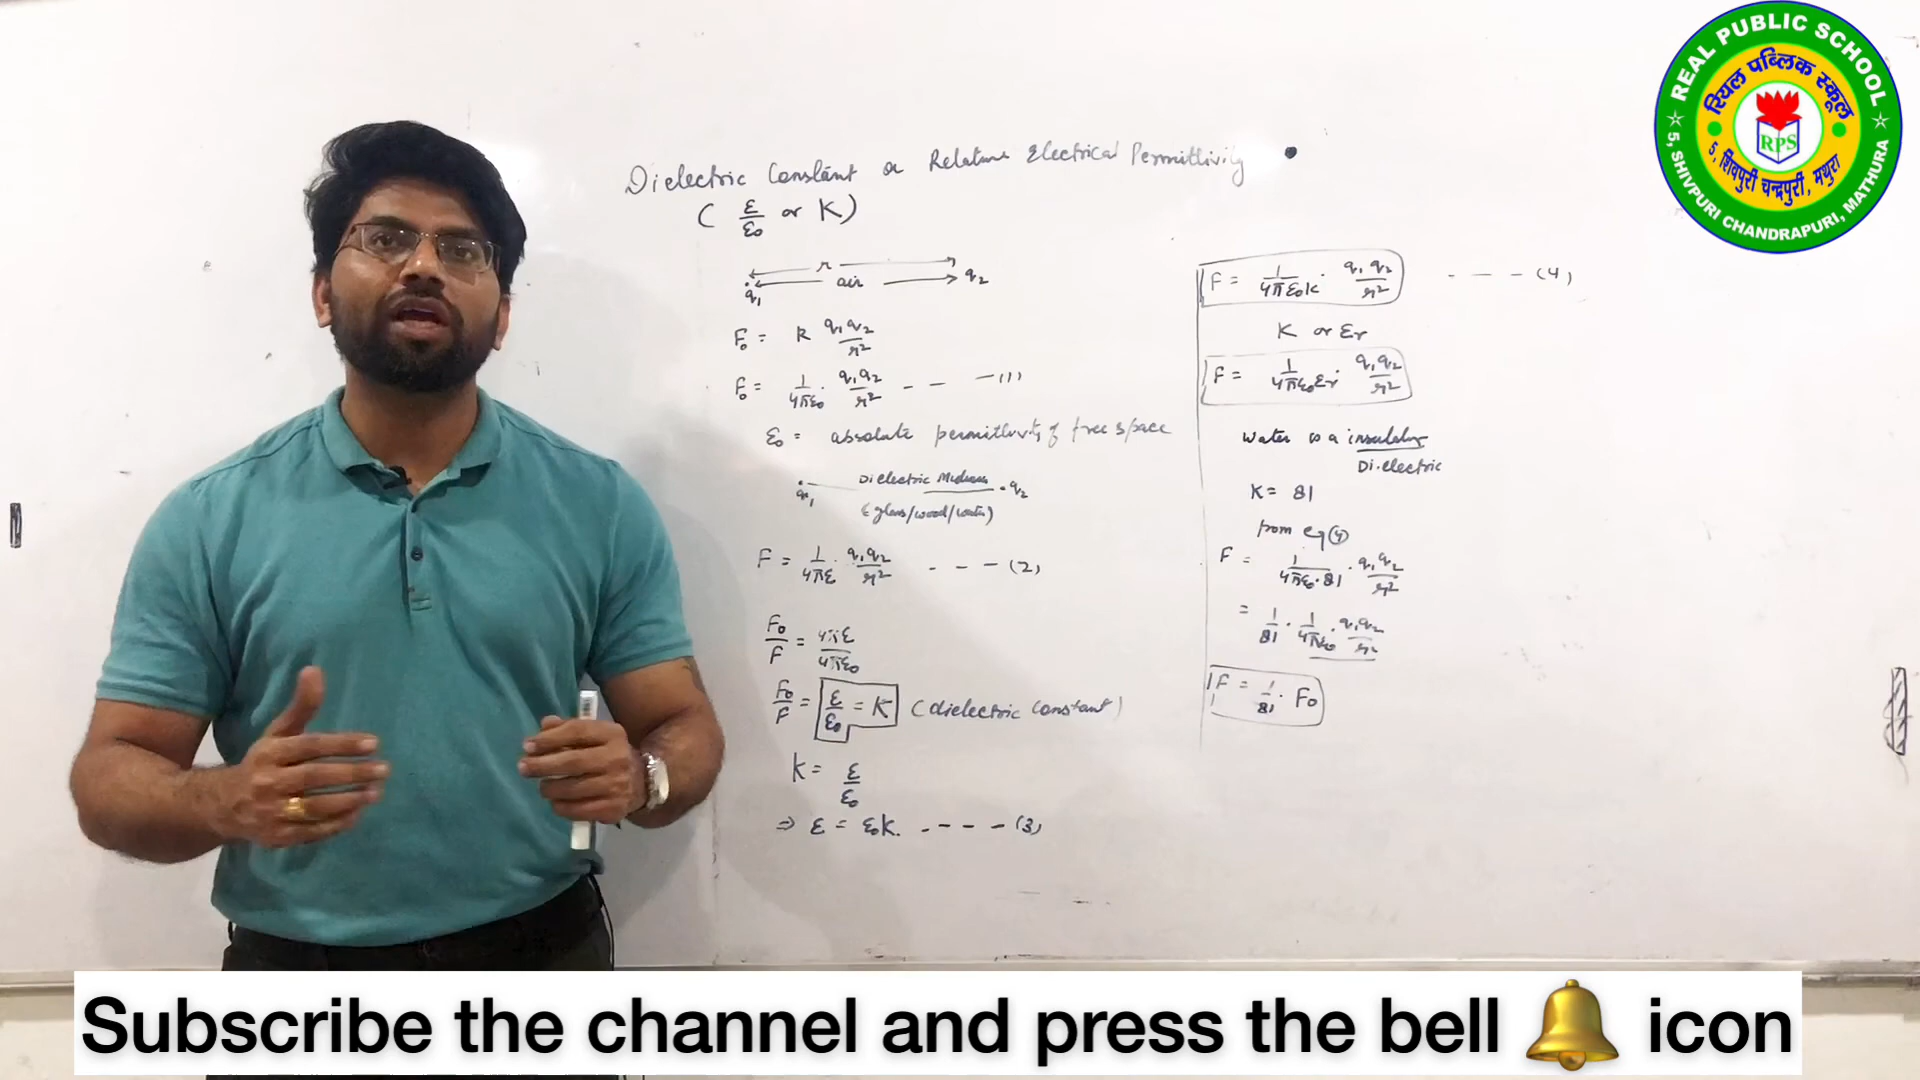 REAL PUBLIC SCHOOL
रियल पब्लिक स्कूल
RPS
5, शिवपुरी चन्द्रपुरी, मथुरा
5, SHIVPURI CHANDRAPURI, MATHURA
Dielectric Constant or Relative Electrical Permittivity
( ε/ε₀ or K )
r
q₁ air q₂
F₀ = K q₁q₂/r²
F₀ = 1/4πε₀ · q₁q₂/r² - - - (1)
ε₀ = absolute permittivity of free space
q₁ Dielectric Medium q₂
(glass/wood/water)
F = 1/4πε · q₁q₂/r² - - - (2)
F₀/F = 4πε/4πε₀
F₀/F = ε/ε₀ = K (dielectric constant)
K = ε/ε₀
⇒ ε = ε₀K. - - - - (3)
F = 1/4πε₀K · q₁q₂/r² - - - (4)
K or εr
F = 1/4πε₀εr · q₁q₂/r²
Water is a insulating
Di.electric
K = 81
from eq (4)
F = 1/4πε₀·81 · q₁q₂/r²
= 1/81 · 1/4πε₀ · q₁q₂/r²
F = 1/81 · F₀
Subscribe the channel and press the bell 🔔 icon